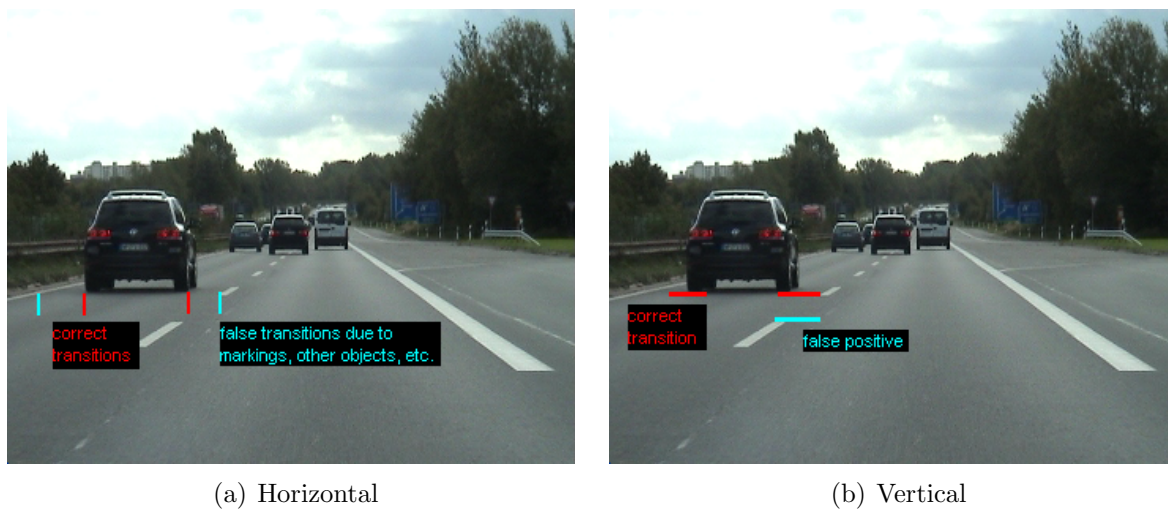 correct
transitions
false transitions due to
markings, other objects, etc.
correct
transition
false positive
(a) Horizontal
(b) Vertical